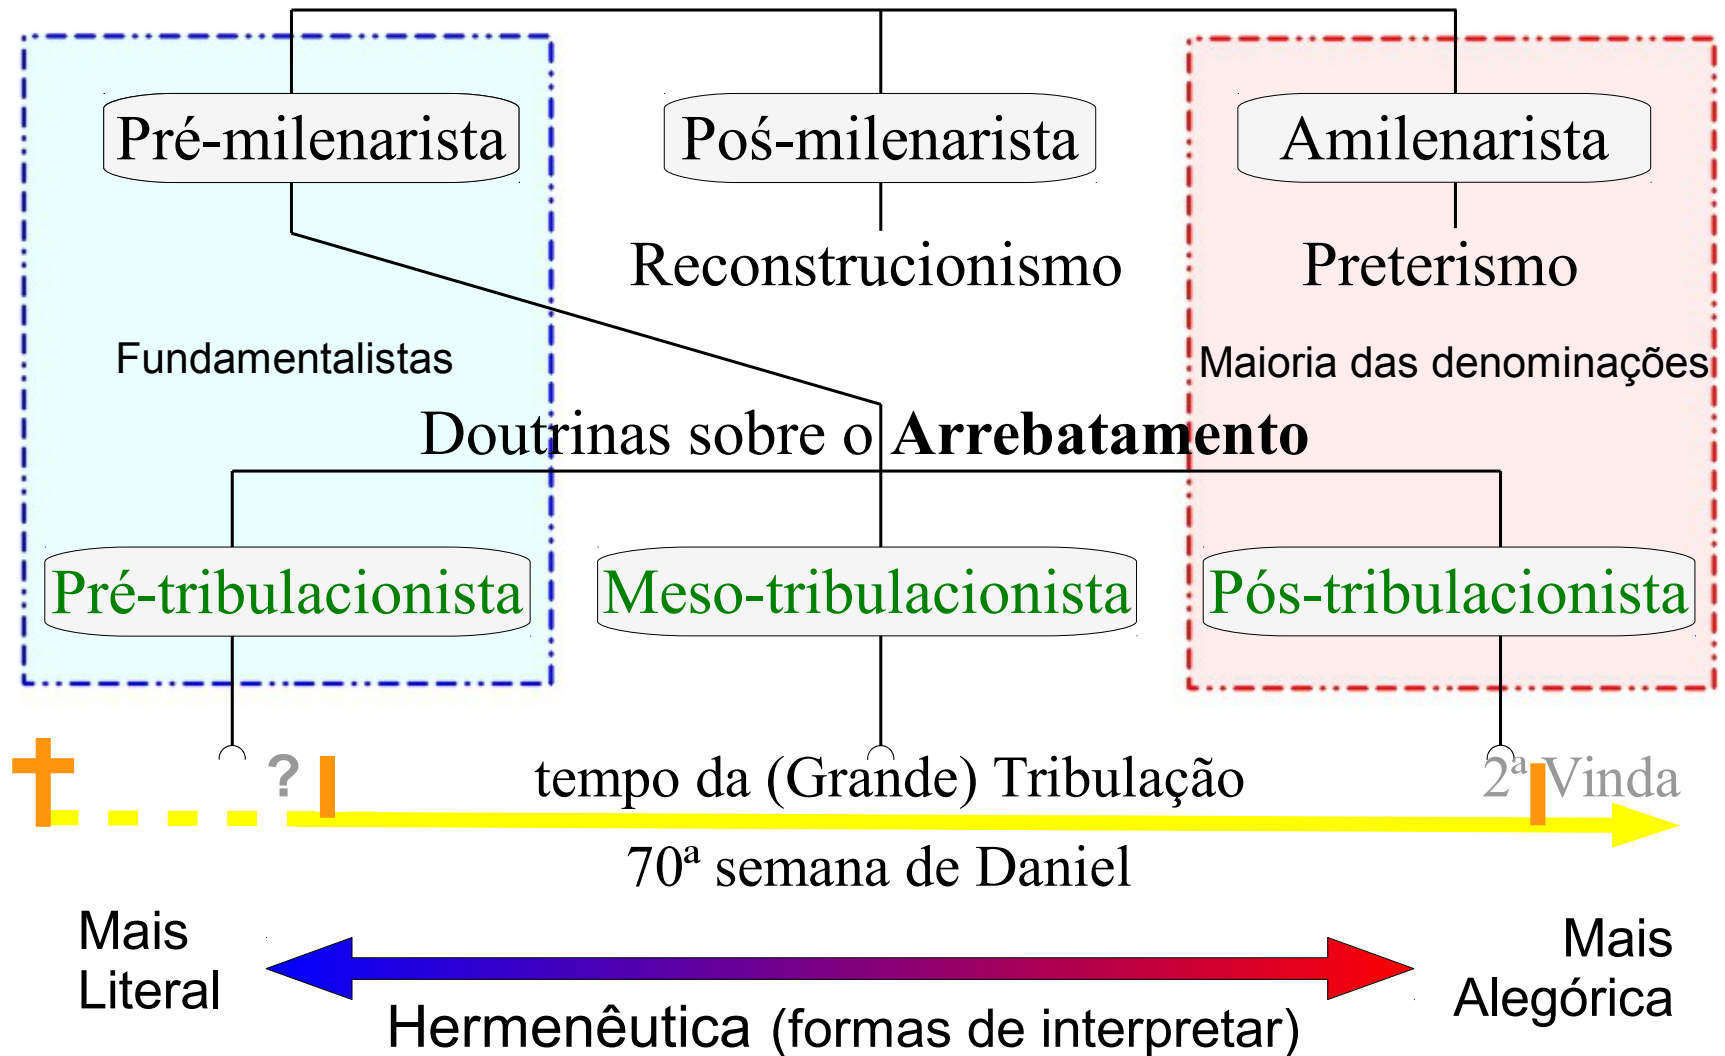 Pré-milenarista
Poś-milenarista
Amilenarista
Reconstrucionismo
Preterismo
Fundamentalistas
Maioria das denominações
Doutrinas sobre o Arrebatamento
Pré-tribulacionista
Meso-tribulacionista
Pós-tribulacionista
?
tempo da (Grande) Tribulação
2ª Vinda
70ª semana de Daniel
Mais
Literal
Mais
Alegórica
Hermenêutica (formas de interpretar)